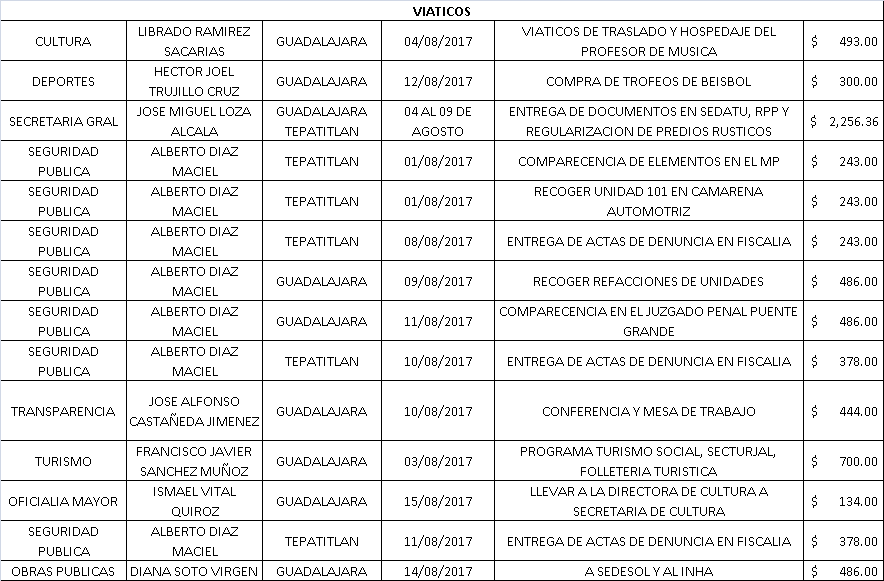 VIATICOS
CULTURA LIBRADO RAMIREZ SACARIAS GUADALAJARA 04/08/2017 VIATICOS DE TRASLADO Y HOSPEDAJE DEL PROFESOR DE MUSICA $ 493.00
DEPORTES HECTOR JOEL TRUJILLO CRUZ GUADALAJARA 12/08/2017 COMPRA DE TROFEOS DE BEISBOL $ 300.00
SECRETARIA GRAL JOSE MIGUEL LOZA ALCALA GUADALAJARA TEPATITLAN 04 AL 09 DE AGOSTO ENTREGA DE DOCUMENTOS EN SEDATU, RPP Y REGULARIZACION DE PREDIOS RUSTICOS $ 2,256.36
SEGURIDAD PUBLICA ALBERTO DIAZ MACIEL TEPATITLAN 01/08/2017 COMPARECENCIA DE ELEMENTOS EN EL MP $ 243.00
SEGURIDAD PUBLICA ALBERTO DIAZ MACIEL TEPATITLAN 01/08/2017 RECOGER UNIDAD 101 EN CAMARENA AUTOMOTRIZ $ 243.00
SEGURIDAD PUBLICA ALBERTO DIAZ MACIEL TEPATITLAN 08/08/2017 ENTREGA DE ACTAS DE DENUNCIA EN FISCALIA $ 243.00
SEGURIDAD PUBLICA ALBERTO DIAZ MACIEL GUADALAJARA 09/08/2017 RECOGER REFACCIONES DE UNIDADES $ 486.00
SEGURIDAD PUBLICA ALBERTO DIAZ MACIEL GUADALAJARA 11/08/2017 COMPARECENCIA EN EL JUZGADO PENAL PUENTE GRANDE $ 486.00
SEGURIDAD PUBLICA ALBERTO DIAZ MACIEL TEPATITLAN 10/08/2017 ENTREGA DE ACTAS DE DENUNCIA EN FISCALIA $ 378.00
TRANSPARENCIA JOSE ALFONSO CASTAÑEDA JIMENEZ GUADALAJARA 10/08/2017 CONFERENCIA Y MESA DE TRABAJO $ 444.00
TURISMO FRANCISCO JAVIER SANCHEZ MUÑOZ GUADALAJARA 03/08/2017 PROGRAMA TURISMO SOCIAL, SECTURJAL, FOLLETERIA TURISTICA $ 700.00
OFICIALIA MAYOR ISMAEL VITAL QUIROZ GUADALAJARA 15/08/2017 LLEVAR A LA DIRECTORA DE CULTURA A SECRETARIA DE CULTURA $ 134.00
SEGURIDAD PUBLICA ALBERTO DIAZ MACIEL TEPATITLAN 11/08/2017 ENTREGA DE ACTAS DE DENUNCIA EN FISCALIA $ 378.00
OBRAS PUBLICAS DIANA SOTO VIRGEN GUADALAJARA 14/08/2017 A SEDESOL Y AL INHA $ 486.00